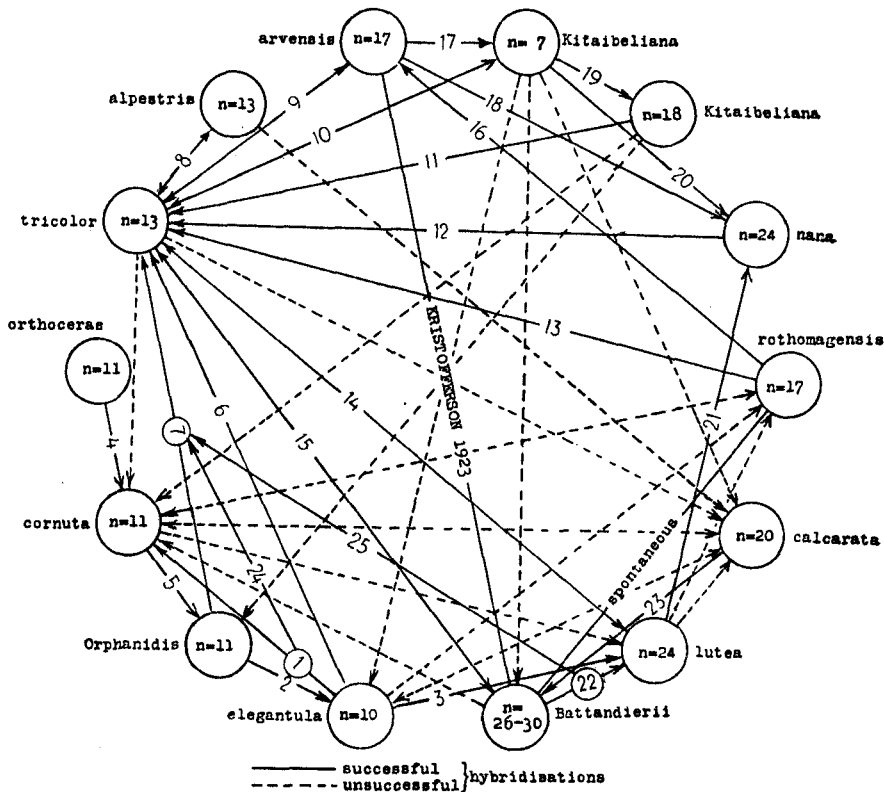 arvensis n=17 17 n= 7 Kitaibeliana
19
alpestris n=13 9 18 n=18 Kitaibeliana
10 16
8 11 20
tricolor n=13 12 n=24 nana
orthoceras 13 rothomagensis
n=11 KRISTOFFERSON 1923 n=17
14
7 6 15 21
4
cornuta n=11 25 spontaneous n=20 calcarata
5 24 23
Orphanidis n=11 1 n=24 lutea
2 22
elegantula n=10 3 n= 26-30 Battandierii
successful
unsuccessful } hybridisations